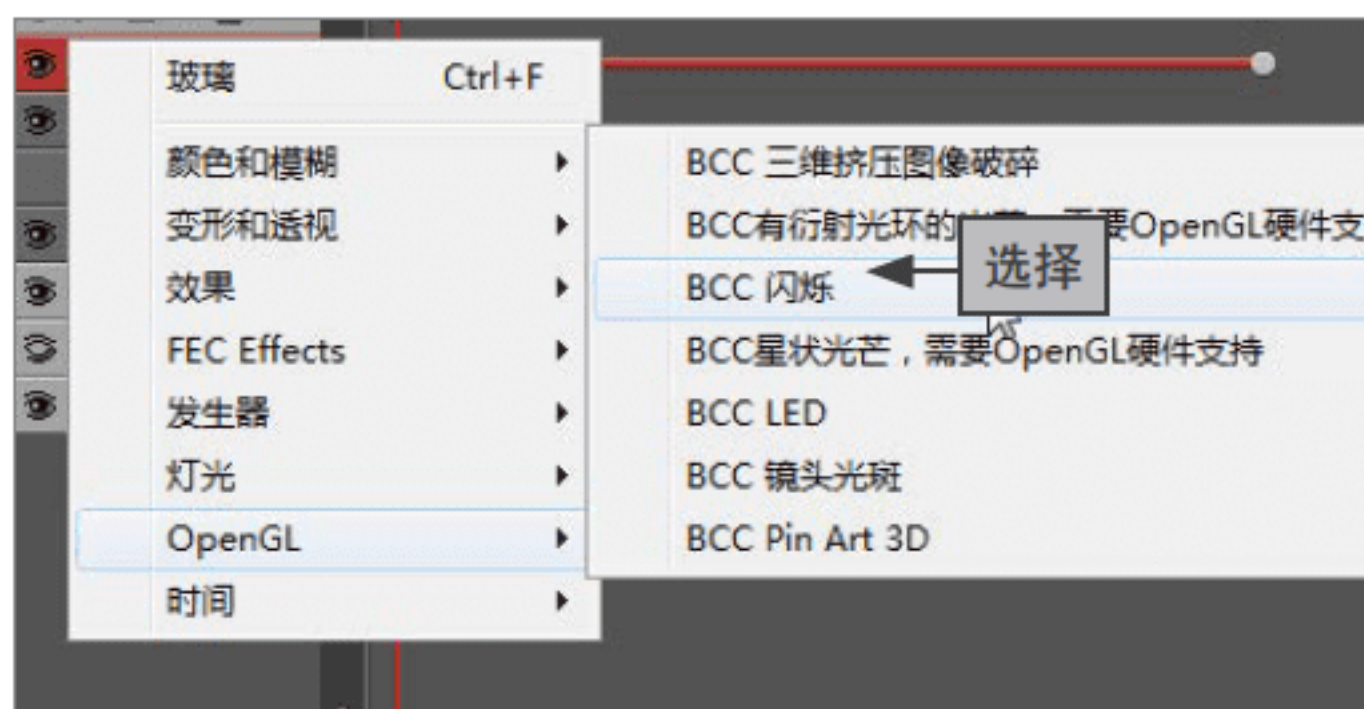 玻璃 Ctrl+F
颜色和模糊
变形和透视
效果
FEC Effects
发生器
灯光
OpenGL
时间
BCC 三维挤压图像破碎
BCC有衍射光环的 需要OpenGL硬件支
BCC 闪烁
选择
BCC星状光芒，需要OpenGL硬件支持
BCC LED
BCC 镜头光斑
BCC Pin Art 3D